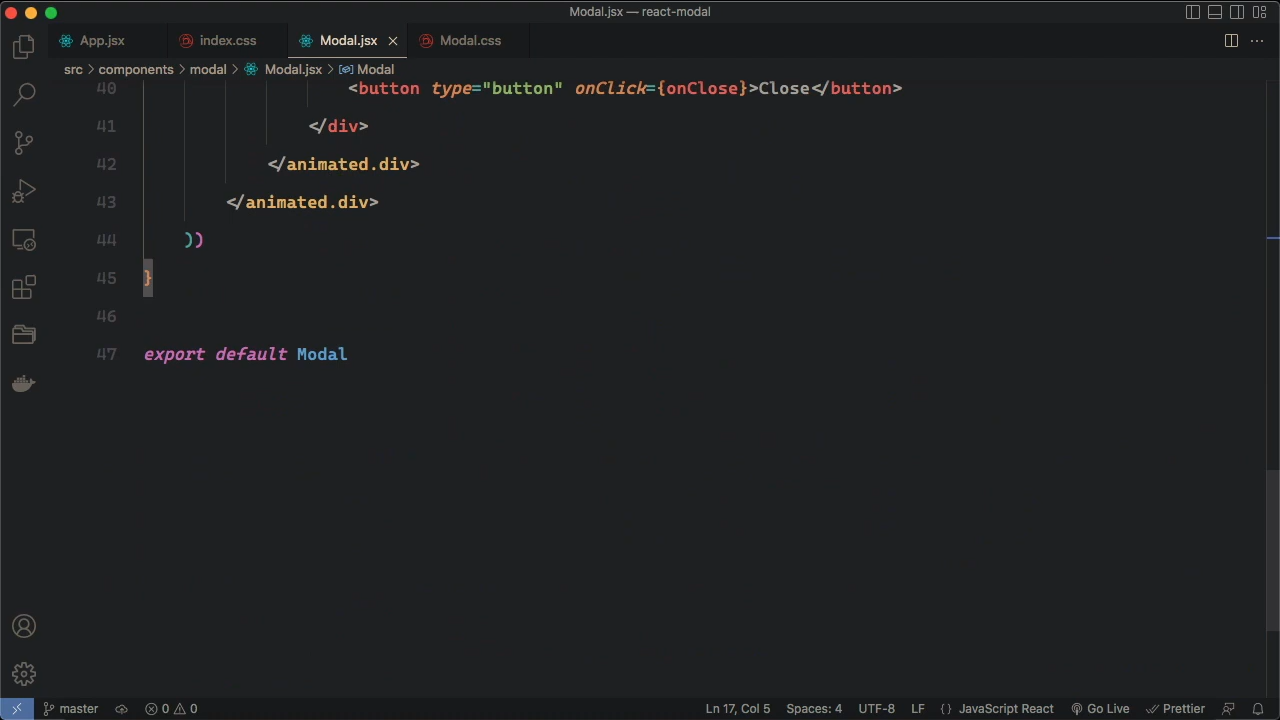 Modal.jsx — react-modal
App.jsx
index.css
Modal.jsx
Modal.css
src > components > modal > Modal.jsx > Modal
40 <button type="button" onClick={onClose}>Close</button>
41 </div>
42 </animated.div>
43 </animated.div>
44 ))
45 }
46
47 export default Modal
master 0 0 Ln 17, Col 5 Spaces: 4 UTF-8 LF {} JavaScript React Go Live Prettier